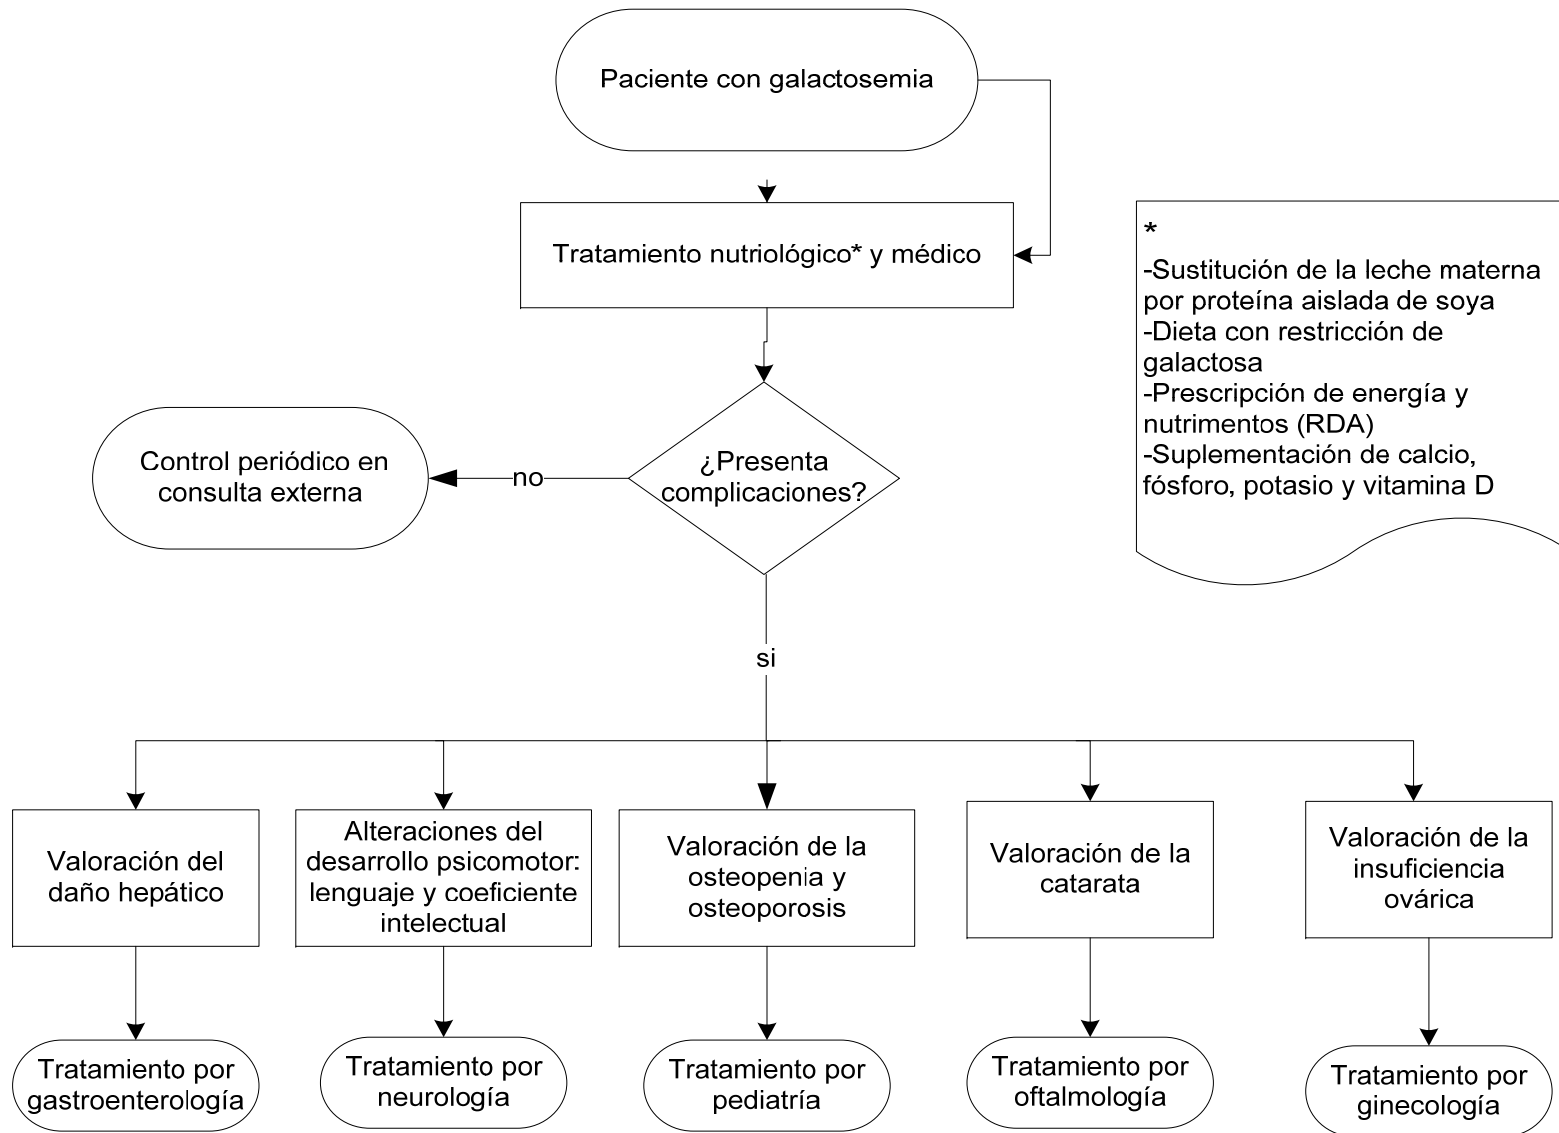 Paciente con galactosemia
Tratamiento nutriológico* y médico
*
-Sustitución de la leche materna
por proteína aislada de soya
-Dieta con restricción de
galactosa
-Prescripción de energía y
nutrimentos (RDA)
-Suplementación de calcio,
fósforo, potasio y vitamina D
¿Presenta
complicaciones?
no
Control periódico en
consulta externa
si
Valoración del
daño hepático
Alteraciones del
desarrollo psicomotor:
lenguaje y coeficiente
intelectual
Valoración de la
osteopenia y
osteoporosis
Valoración de la
catarata
Valoración de la
insuficiencia
ovárica
Tratamiento por
gastroenterología
Tratamiento por
neurología
Tratamiento por
pediatría
Tratamiento por
oftalmología
Tratamiento por
ginecología